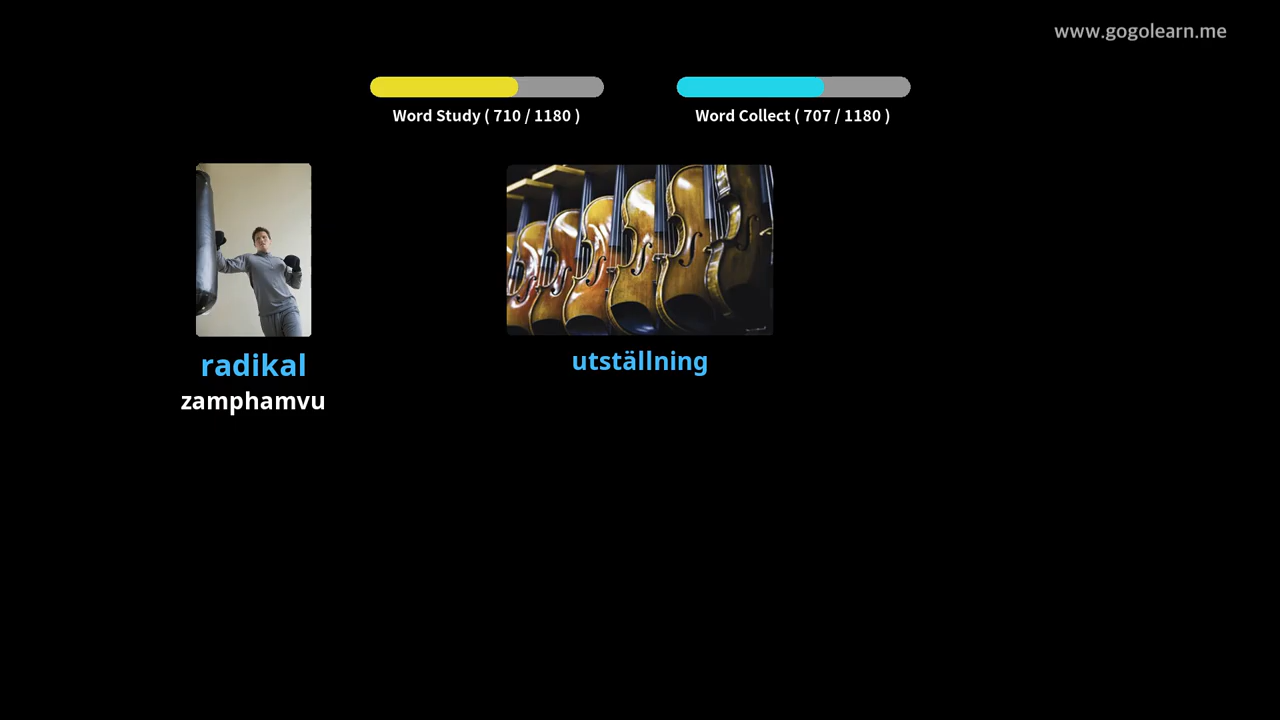 www.gogolearn.me
Word Study ( 710 / 1180 )
Word Collect ( 707 / 1180 )
radikal
zamphamvu
utställning